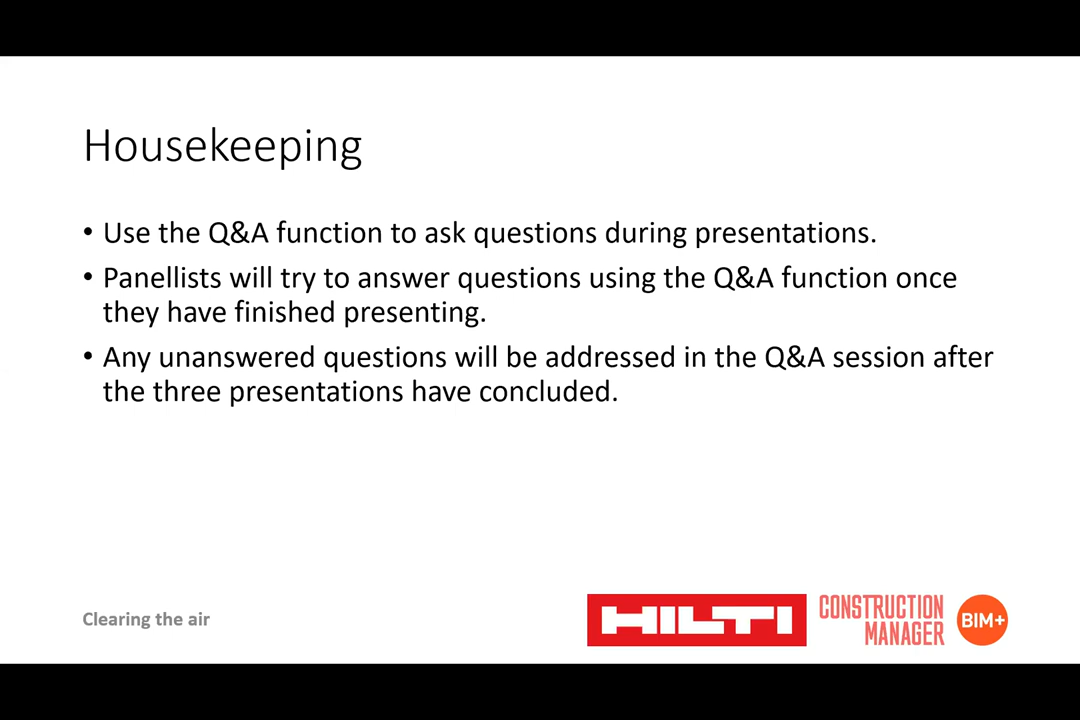 Housekeeping
• Use the Q&A function to ask questions during presentations.
• Panellists will try to answer questions using the Q&A function once
they have finished presenting.
• Any unanswered questions will be addressed in the Q&A session after
the three presentations have concluded.
Clearing the air
HILTI
CONSTRUCTION
MANAGER
BIM+